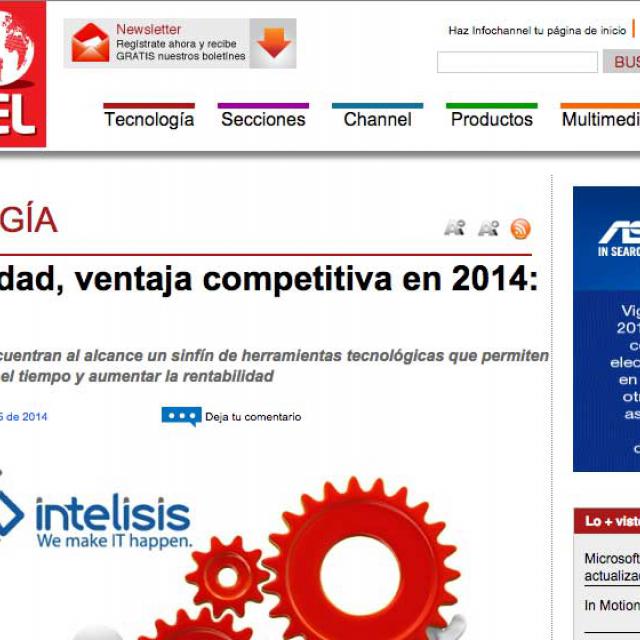 EL
Newsletter
Regístrate ahora y recibe
GRATIS nuestros boletines
Haz Infochannel tu página de inicio
BUS
Tecnología Secciones Channel Productos Multimedi
GÍA
dad, ventaja competitiva en 2014:
cuentran al alcance un sinfín de herramientas tecnológicas que permiten
el tiempo y aumentar la rentabilidad
5 de 2014
Deja tu comentario
intelisis
We make IT happen.
IN SEARC
Vig
201
co
elec
en
otr
as
Lo + visto
Microsoft
actualiza
In Motion